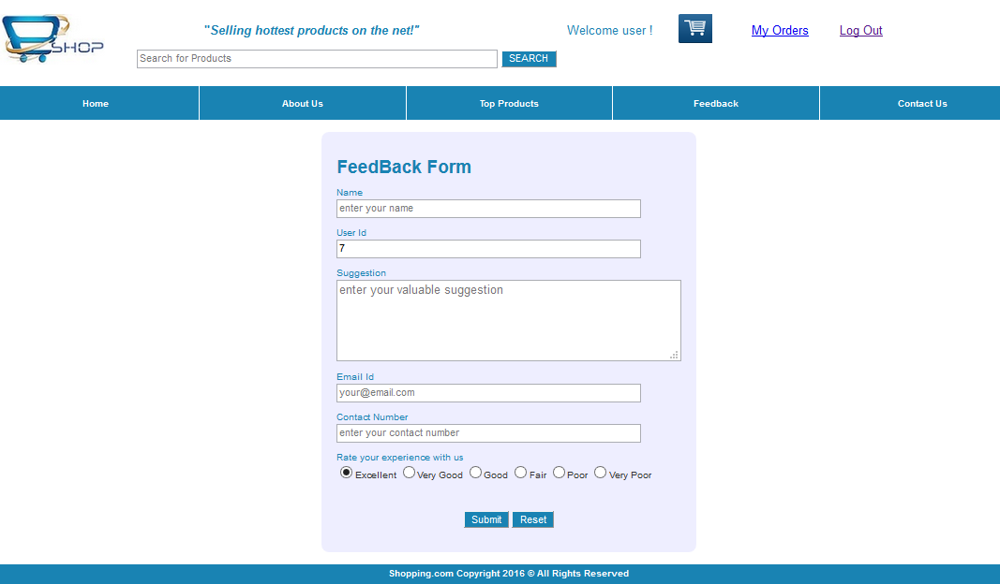 SHOP
"Selling hottest products on the net!"
Welcome user !
My Orders
Log Out
Search for Products
SEARCH
Home
About Us
Top Products
Feedback
Contact Us
FeedBack Form
Name
enter your name
User Id
7
Suggestion
enter your valuable suggestion
Email Id
your@email.com
Contact Number
enter your contact number
Rate your experience with us
Excellent Very Good Good Fair Poor Very Poor
Submit Reset
Shopping.com Copyright 2016 © All Rights Reserved